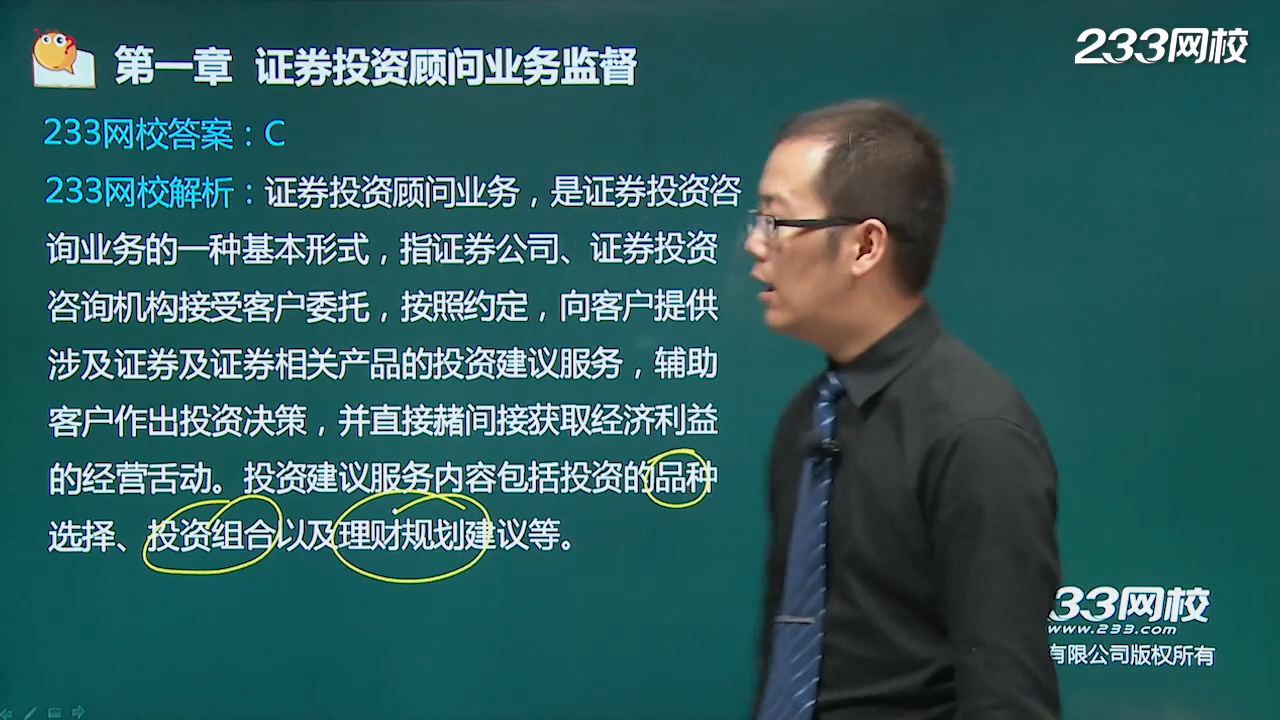 第一章 证券投资顾问业务监督
233网校
233网校答案：C
233网校解析：证券投资顾问业务，是证券投资咨
询业务的一种基本形式，指证券公司、证券投资
咨询机构接受客户委托，按照约定，向客户提供
涉及证券及证券相关产品的投资建议服务，辅助
客户作出投资决策，并直接赭间接获取经济利益
的经营舌动。投资建议服务内容包括投资的品种
选择、投资组合以及理财规划建议等。
33网校
www.233.com
有限公司版权所有